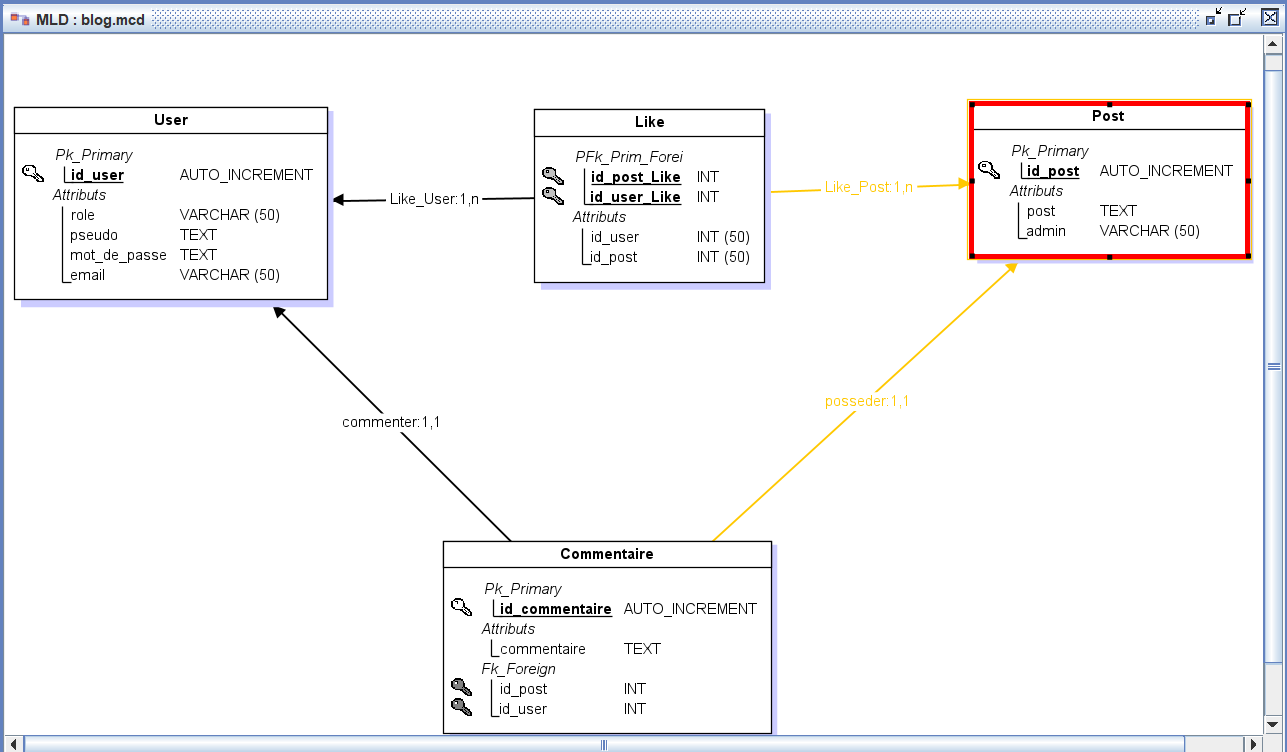 MLD : blog.mcd
User
Pk_Primary
id_user AUTO_INCREMENT
Attributs
role VARCHAR (50)
pseudo TEXT
mot_de_passe TEXT
email VARCHAR (50)
Like_User:1,n
Like
PFk_Prim_Forei
id_post_Like INT
id_user_Like INT
Attributs
id_user INT (50)
id_post INT (50)
Like_Post:1,n
Post
Pk_Primary
id_post AUTO_INCREMENT
Attributs
post TEXT
admin VARCHAR (50)
commenter:1,1
posseder:1,1
Commentaire
Pk_Primary
id_commentaire AUTO_INCREMENT
Attributs
commentaire TEXT
Fk_Foreign
id_post INT
id_user INT